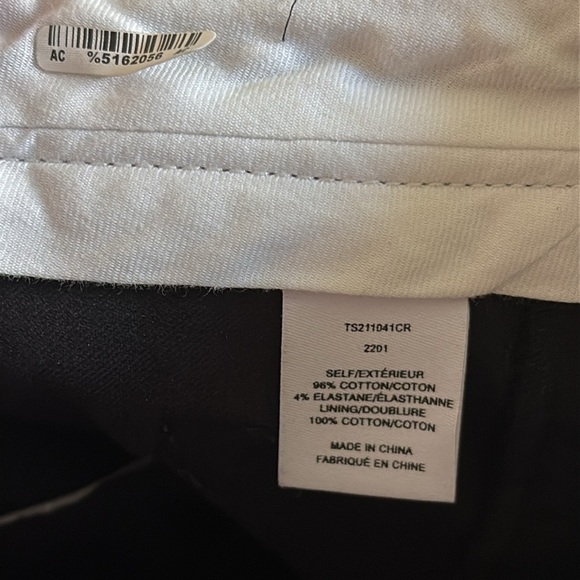 AC %5162056
TS211041CR
2201
SELF/EXTÉRIEUR
96% COTTON/COTON
4% ELASTANE/ÉLASTHANNE
LINING/DOUBLURE
100% COTTON/COTON
MADE IN CHINA
FABRIQUÉ EN CHINE